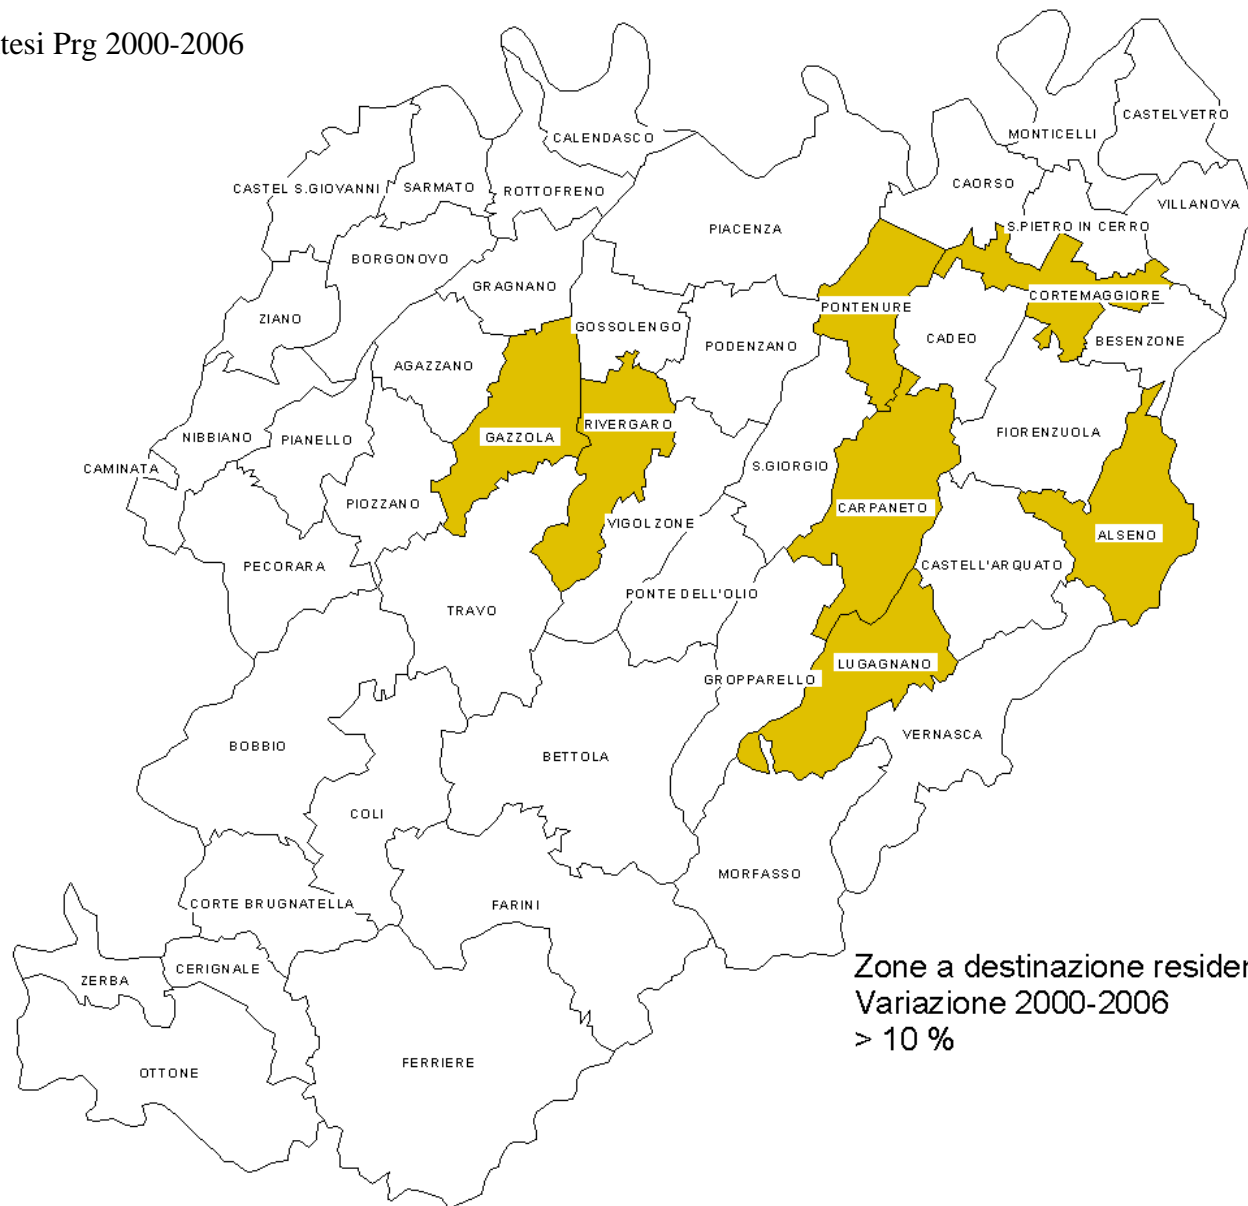 tesi Prg 2000-2006
CASTELVETRO
MONTICELLI
CALENDASCO
CASTEL S.GIOVANNI
SARMATO
ROTTOFRENO
CAORSO
VILLANOVA
PIACENZA
S.PIETRO IN CERRO
BORGONOVO
GRAGNANO
CORTEMAGGIORE
PONTENURE
ZIANO
GOSSOLENGO
PODENZANO
CADEO
BESENZONE
AGAZZANO
RIVERGARO
NIBBIANO
PIANELLO
GAZZOLA
FIORENZUOLA
CAMINATA
S.GIORGIO
PIOZZANO
CARPANETO
VIGOLZONE
ALSENO
PECORARA
CASTELL'ARQUATO
PONTE DELL'OLIO
TRAVO
LUGAGNANO
GROPPARELLO
VERNASCA
BOBBIO
BETTOLA
COLI
MORFASSO
CORTE BRUGNATELLA
FARINI
ZERBA
CERIGNALE
OTTONE
FERRIERE
Zone a destinazione residen
Variazione 2000-2006
> 10 %